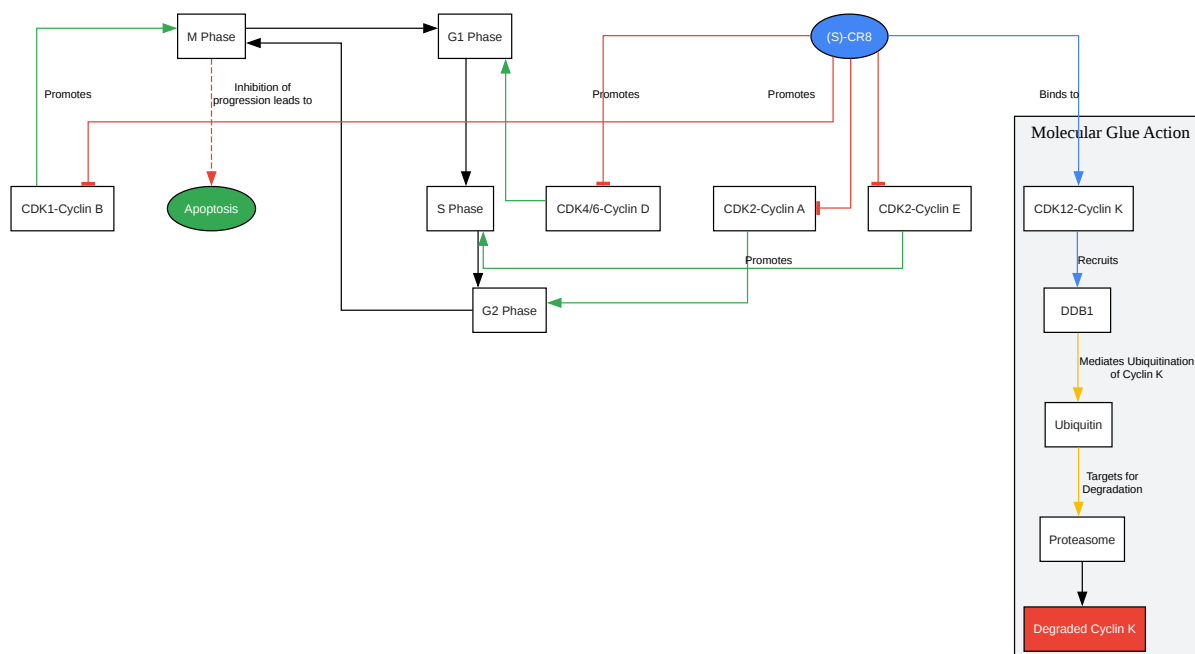 M Phase
G1 Phase
(S)-CR8
Promotes
Inhibition of
progression leads to
Promotes
Promotes
Binds to
Molecular Glue Action
CDK1-Cyclin B
Apoptosis
S Phase
CDK4/6-Cyclin D
CDK2-Cyclin A
CDK2-Cyclin E
CDK12-Cyclin K
Promotes
Recruits
G2 Phase
DDB1
Mediates Ubiquitination
of Cyclin K
Ubiquitin
Targets for
Degradation
Proteasome
Degraded Cyclin K